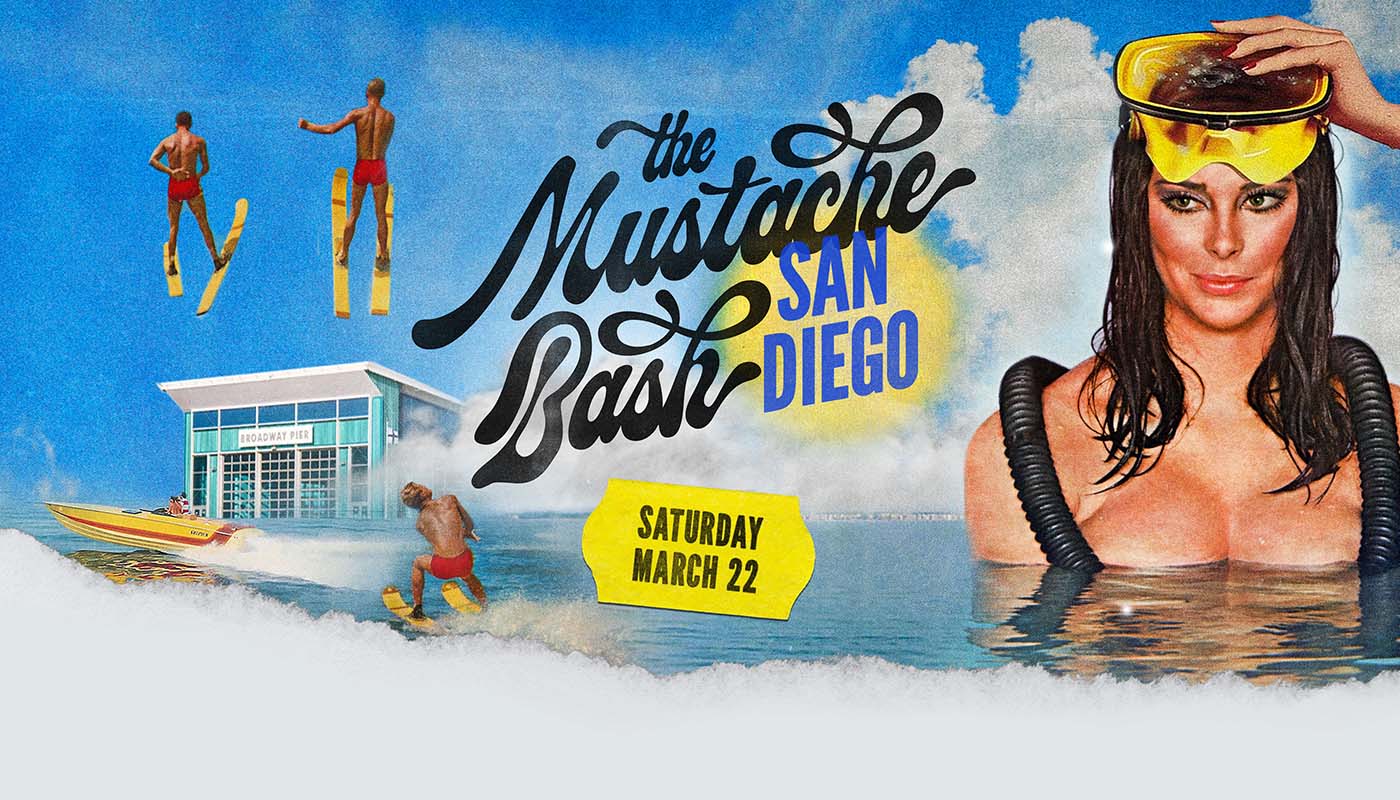 the
Mustache
Bash
SAN
DIEGO
BROADWAY PIER
SATURDAY
MARCH 22